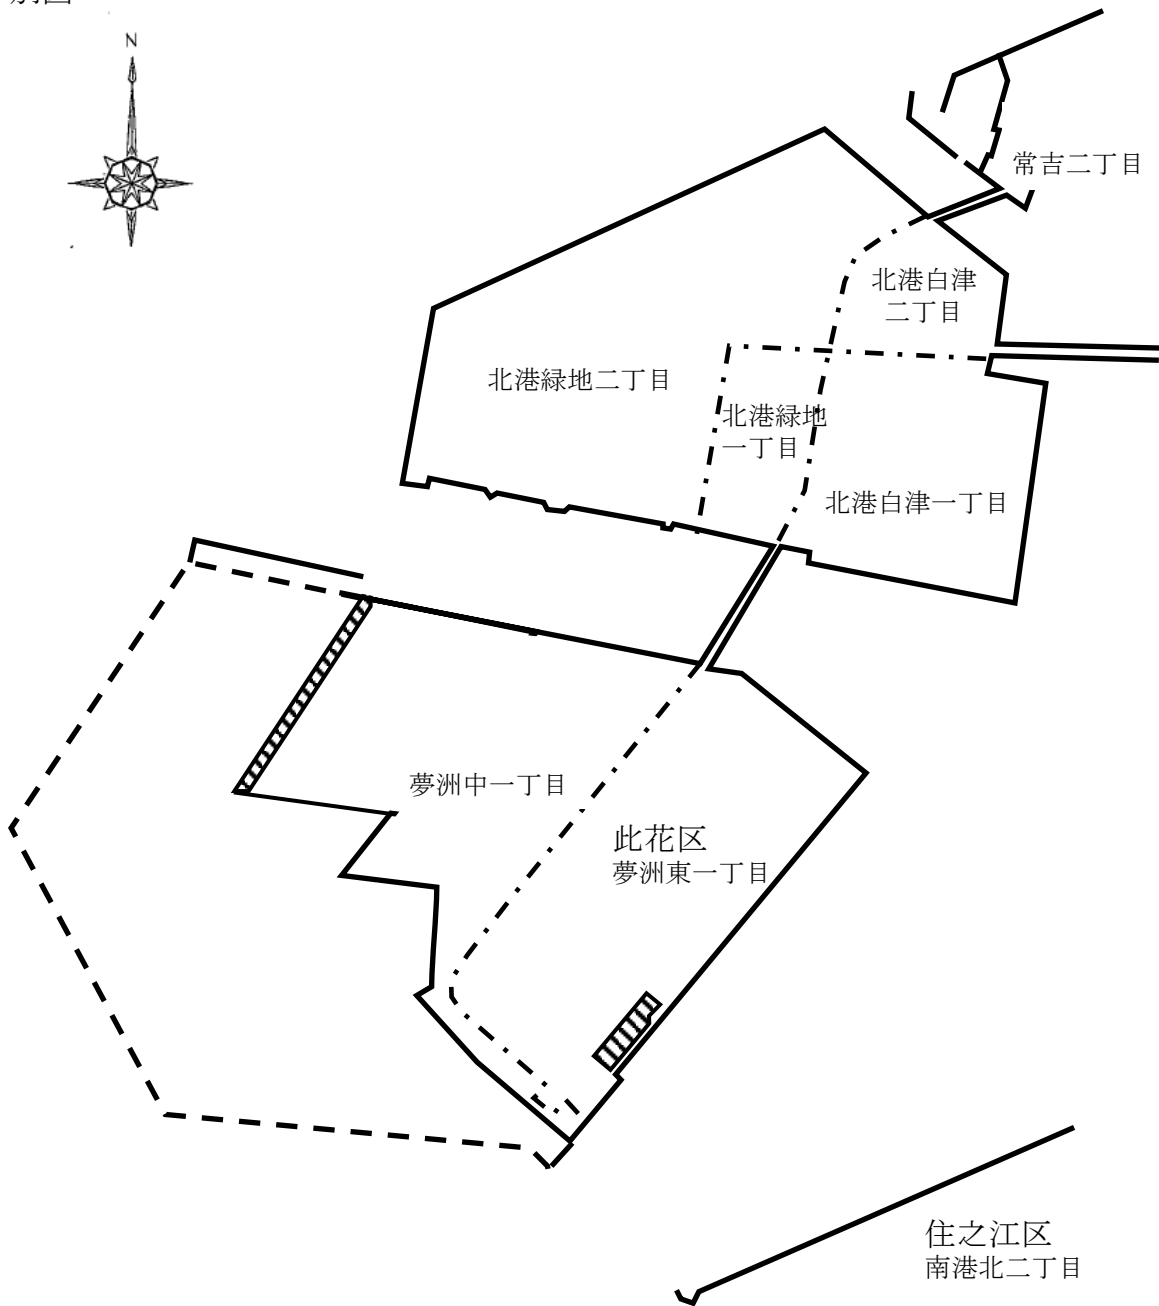 別図
N
常吉二丁目
北港白津
二丁目
北港緑地二丁目
北港緑地
一丁目
北港白津一丁目
夢洲中一丁目
此花区
夢洲東一丁目
住之江区
南港北二丁目